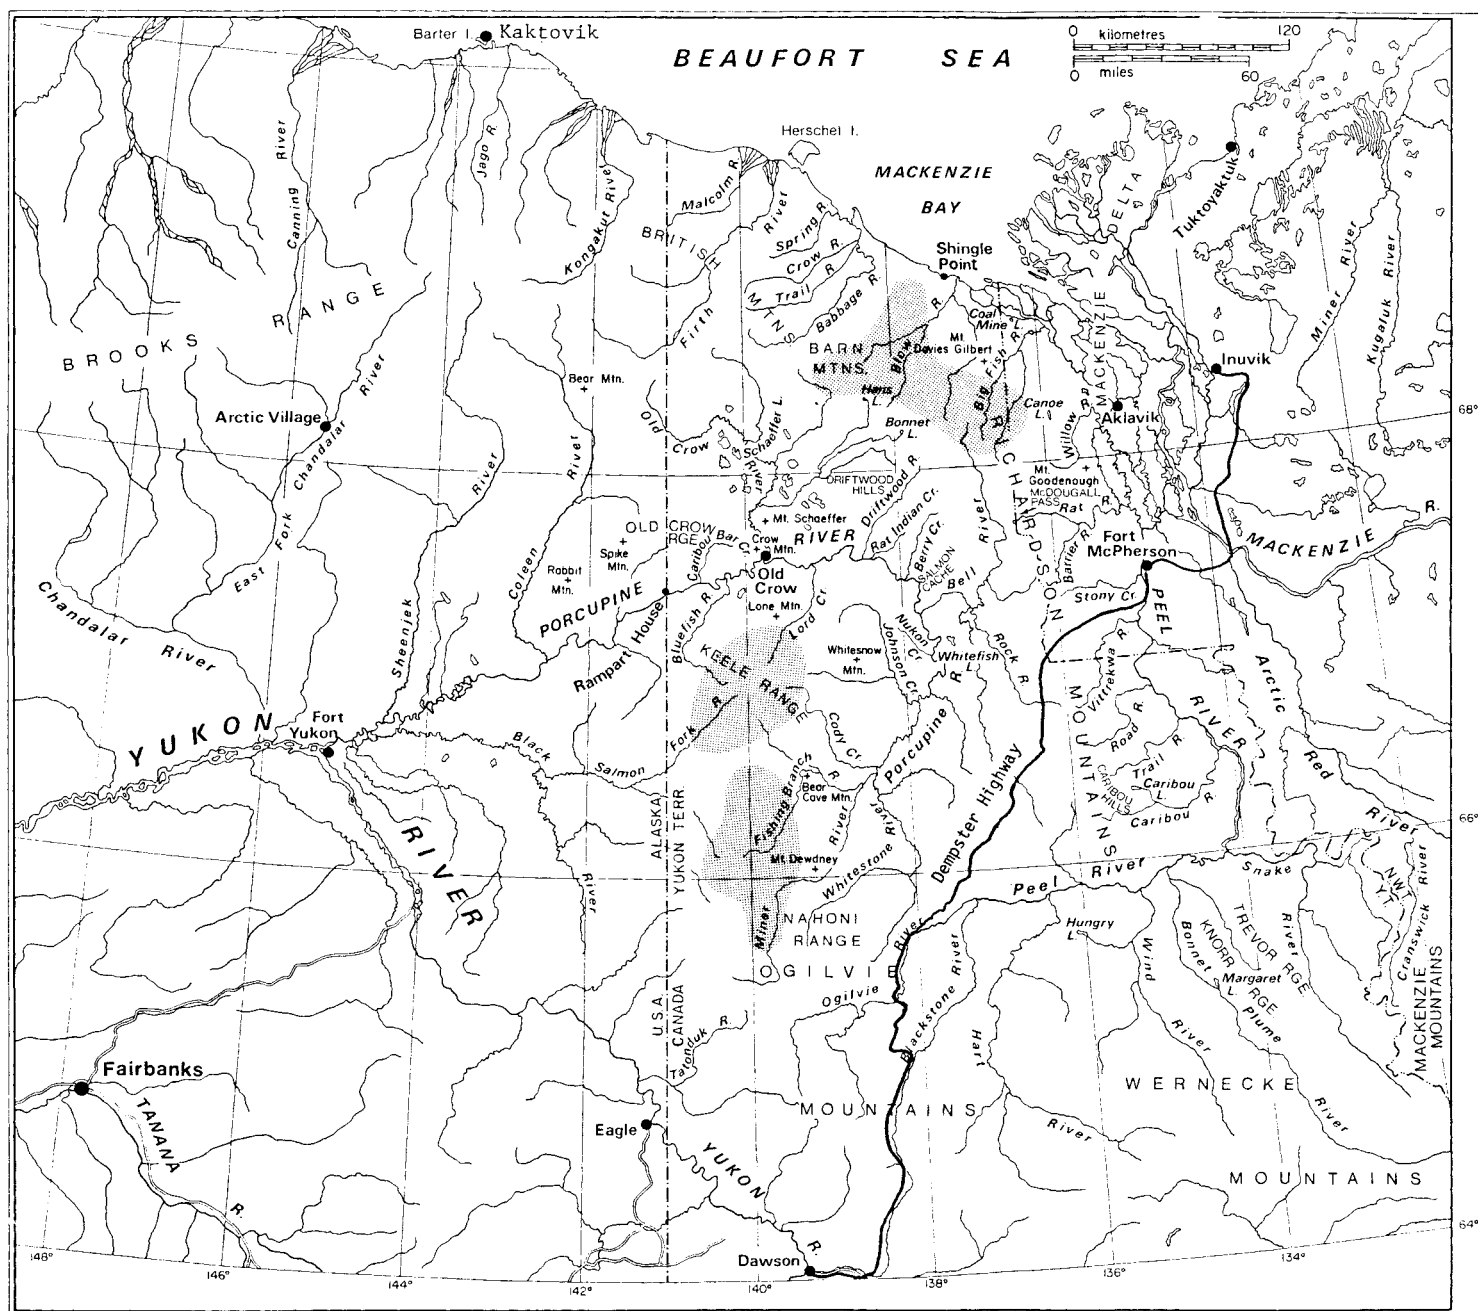 Barter I.
Kaktovik
BEAUFORT SEA
0 kilometres 120
0 miles 60
Herschel I.
MACKENZIE
BAY
DELTA
Tuktoyaktuk
Canning River
Jago R.
Kongakut River
Malcolm R.
BRITISH
MTNS
Firth
River
Spring R.
Crow R.
Trail R.
Babbage R.
Shingle
Point
Miner River
Kugaluk River
BROOKS RANGE
BARN
MTNS.
Blow R.
Coal
Mine L.
Mt.
Davies Gilbert
Big Fish R.
MACKENZIE
Inuvik
Bear Mtn.
Hans
L.
Bonnet
L.
Canoe
L.
Willow R.
Aklavik
68°
Arctic Village
East Fork Chandalar River
Old
Crow
River
Schaeffer L.
DRIFTWOOD
HILLS
Driftwood R.
Mt.
Goodenough
McDOUGALL
PASS
Rat R.
OLD CROW
RGE
Spike
Mtn.
Rabbit
Mtn.
Caribou Bar C.
Mt. Schaeffer
Crow
Mtn.
Old
Crow
Lone Mtn.
PORCUPINE RIVER
Rat Indian Cr.
Berry Cr.
SALMON
CACHE
Bell River
RICHARDSON MOUNTAINS
Barrier R.
Fort
McPherson
Stony Cr.
MACKENZIE R.
Chandalar River
Sheenjek River
Coleen River
Rampart House
Bluefish R.
Lord Cr.
KEELE RANGE
Whitesnow
Mtn.
Johnson Cr.
Nukon Cr.
Whitefish
L.
Rock R.
PEEL RIVER
Vittrekwa R.
Road R.
Trail R.
CARIBOU
HILLS
Caribou
L.
Caribou R.
Arctic Red River
YUKON RIVER
Fort
Yukon
Black River
Salmon Fork R.
Cody Cr.
Porcupine R.
Fishing Branch R.
Bear
Cave Mtn.
Mt. Dewdney
Miner River
Whitestone River
Dempster Highway
66°
ALASKA
YUKON TERR.
NAHONI
RANGE
Peel River
Snake River
NWT
YT
Cranswick River
MACKENZIE
MOUNTAINS
Hungry
L.
Wind River
Bonnet Plume River
KNORR RGE
TREVOR RGE
Margaret
L.
OGILVIE
MOUNTAINS
Ogilvie River
Blackstone River
Hart River
U.S.A.
CANADA
Tatonduk R.
Fairbanks
TANANA R.
Eagle
YUKON R.
WERNECKE
MOUNTAINS
Dawson
64°
148°
146°
144°
142°
140°
138°
136°
134°